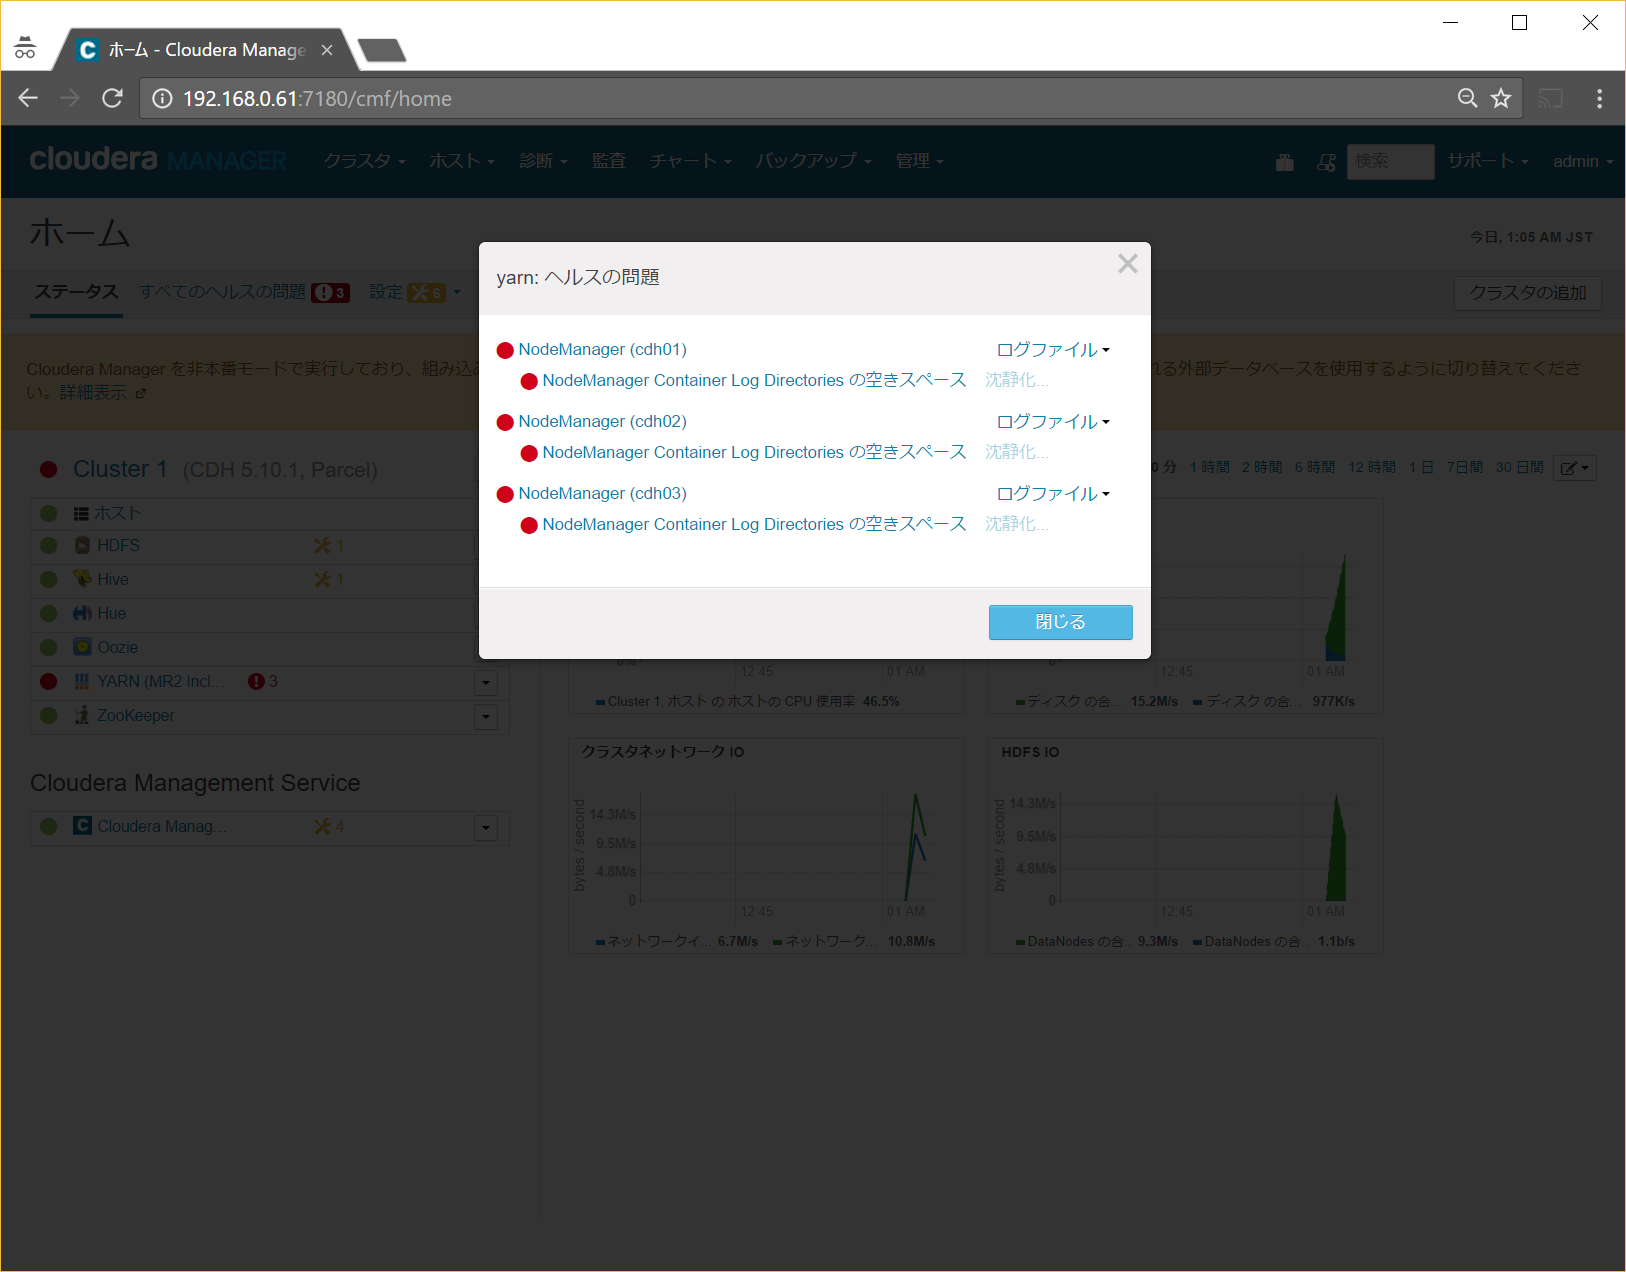 ホーム - Cloudera Manage
192.168.0.61:7180/cmf/home
cloudera MANAGER
クラスタ
ホスト
診断
監査
チャート
バックアップ
管理
検索
サポート
admin
ホーム
今日, 1:05 AM JST
ステータス
すべてのヘルスの問題 3
設定 6
クラスタの追加
Cloudera Manager を非本番モードで実行しており、組み込
れる外部データベースを使用するように切り替えてくださ
い。詳細表示
yarn: ヘルスの問題
NodeManager (cdh01)
ログファイル
NodeManager Container Log Directories の空きスペース
沈静化...
NodeManager (cdh02)
ログファイル
NodeManager Container Log Directories の空きスペース
沈静化...
NodeManager (cdh03)
ログファイル
NodeManager Container Log Directories の空きスペース
沈静化...
閉じる
Cluster 1 (CDH 5.10.1, Parcel)
0 分 1 時間 2 時間 6 時間 12 時間 1 日 7日間 30 日間
ホスト
HDFS 1
Hive 1
Hue
Oozie
YARN (MR2 Incl... 3
ZooKeeper
Cloudera Management Service
Cloudera Manag... 4
0%
12:45
01 AM
Cluster 1, ホスト の ホストの CPU 使用率 46.5%
0
12:45
01 AM
ディスク の合... 15.2M/s
ディスク の合... 977K/s
クラスタネットワーク IO
bytes / second
14.3M/s
9.5M/s
4.8M/s
0
12:45
01 AM
ネットワークイ... 6.7M/s
ネットワーク... 10.8M/s
HDFS IO
bytes / second
14.3M/s
9.5M/s
4.8M/s
0
12:45
01 AM
DataNodes の合... 9.3M/s
DataNodes の合... 1.1b/s